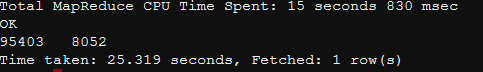 Total MapReduce CPU Time Spent: 15 seconds 830 msec
OK
95403   8052
Time taken: 25.319 seconds, Fetched: 1 row(s)